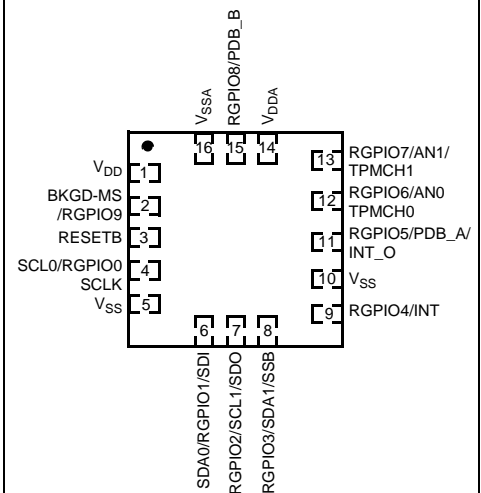 VSSA
RGPIO8/PDB_B
VDDA
16
15
14
VDD
1
BKGD-MS
/RGPIO9
2
RESETB
3
SCL0/RGPIO0
SCLK
4
VSS
5
13
RGPIO7/AN1/
TPMCH1
12
RGPIO6/AN0
TPMCH0
11
RGPIO5/PDB_A/
INT_O
10
VSS
9
RGPIO4/INT
6
7
8
SDA0/RGPIO1/SDI
RGPIO2/SCL1/SDO
RGPIO3/SDA1/SSB